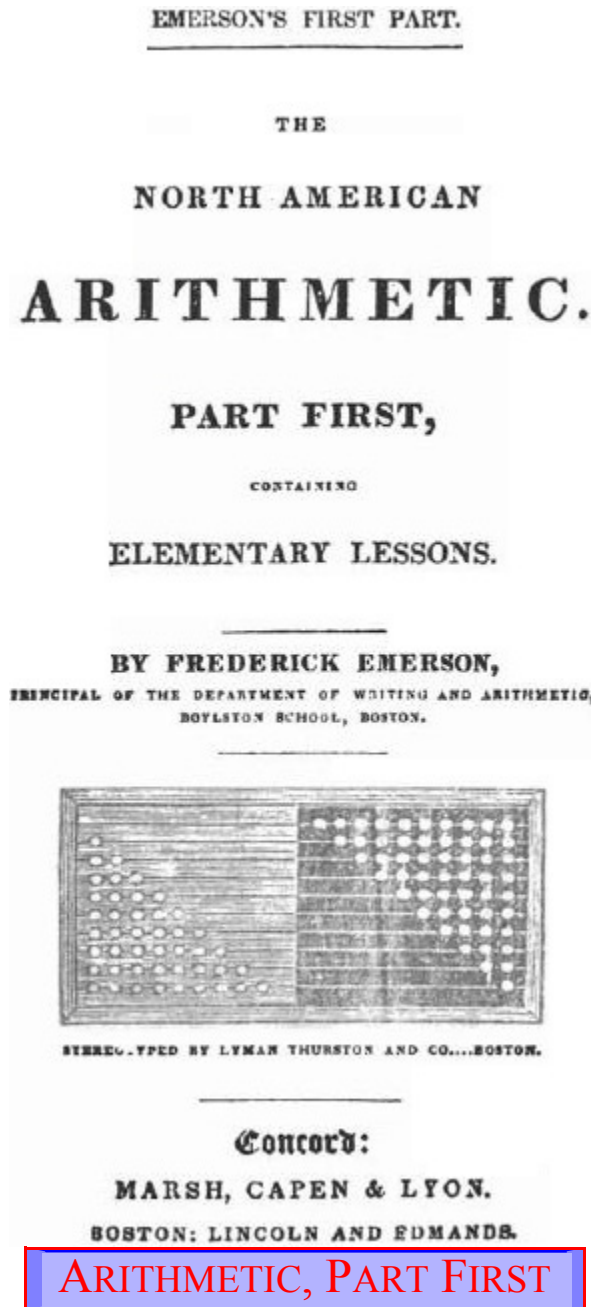 EMERSON'S FIRST PART.
THE
NORTH AMERICAN
ARITHMETIC.
PART FIRST,
CONTAINING
ELEMENTARY LESSONS.
BY FREDERICK EMERSON,
PRINCIPAL OF THE DEPARTMENT OF WRITING AND ARITHMETIC,
BOYLSTON SCHOOL, BOSTON.
STEREOTYPED BY LYMAN THURSTON AND CO....BOSTON.
Concord:
MARSH, CAPEN & LYON.
BOSTON: LINCOLN AND EDMANDS.
ARITHMETIC, PART FIRST